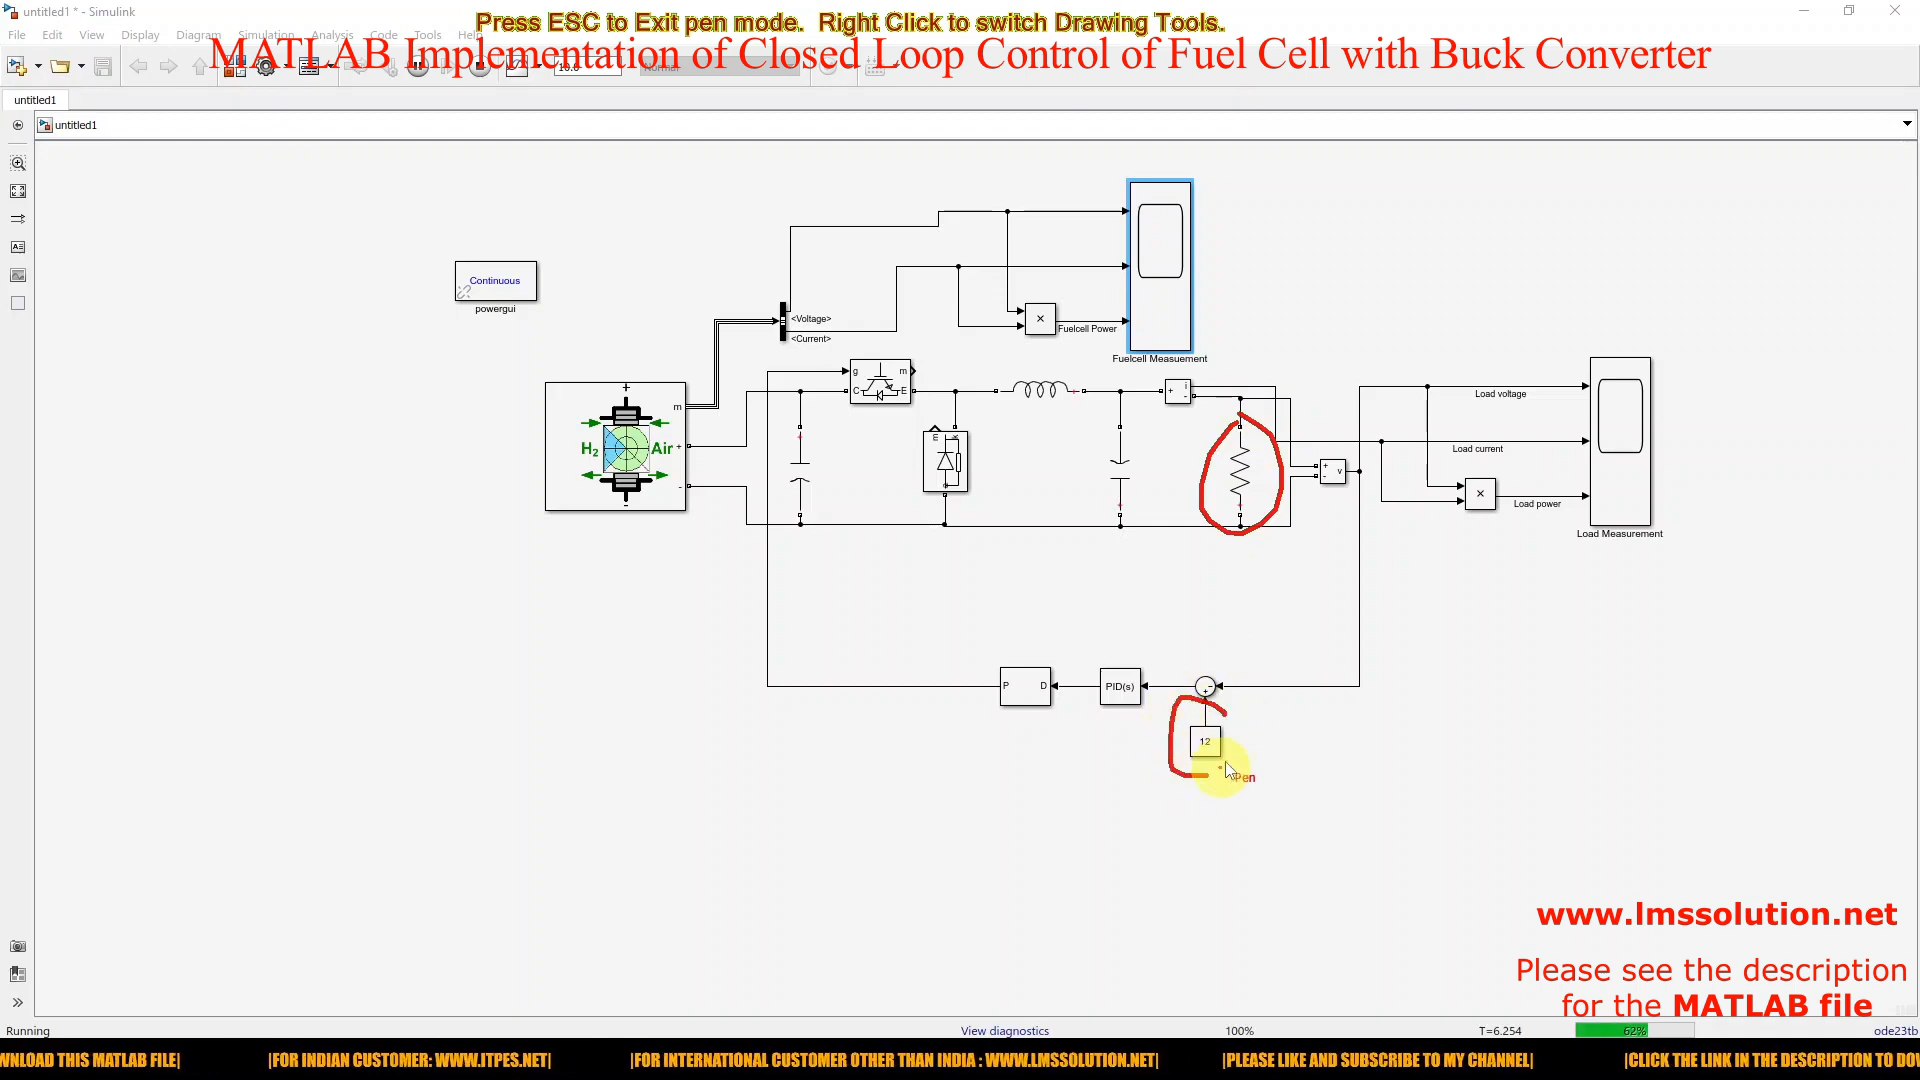 untitled1 * - Simulink
Press ESC to Exit pen mode. Right Click to switch Drawing Tools.
File Edit View Display Diagram Simulation Analysis Code Tools Help
MATLAB Implementation of Closed Loop Control of Fuel Cell with Buck Converter
10.0 Normal
untitled1
untitled1
Continuous
powergui
<Voltage>
<Current>
×
Fuelcell Power
Fuelcell Measuement
g m
C E
i
+
-
Load voltage
m
+
H2 Air
+
-
-
m k
a
+
-
v
Load current
×
Load power
Load Measurement
P D
PID(s)
-
+
12
Pen
www.lmssolution.net
Please see the description
for the MATLAB file
Running View diagnostics 100% T=6.254 62% ode23tb
WNLOAD THIS MATLAB FILE| |FOR INDIAN CUSTOMER: WWW.ITPES.NET| |FOR INTERNATIONAL CUSTOMER OTHER THAN INDIA : WWW.LMSSOLUTION.NET| |PLEASE LIKE AND SUBSCRIBE TO MY CHANNEL| |CLICK THE LINK IN THE DESCRIPTION TO DOW